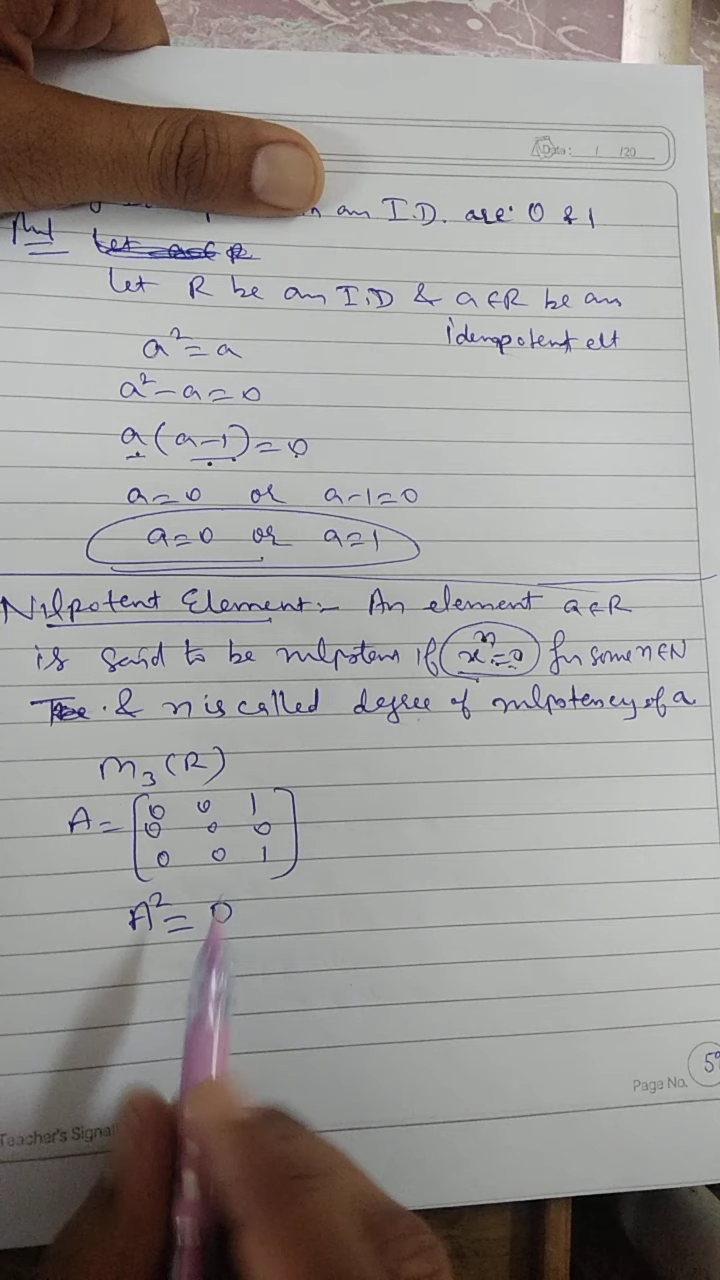 Date: / /20
an I.D. are: 0 & 1
Let R be an I.D & a ∈ R be an
idempotent elt
a² = a
a² - a = 0
a(a-1) = 0
a = 0 or a-1 = 0
a = 0 or a = 1
Nilpotent Element:- An element a ∈ R
is said to be nilpotent if xⁿ = 0 for some n ∈ N
& n is called degree of nilpotency of a
M₃(R)
A = [0 0 1
0 0 0
0 0 1]
A² = 0
Page No.
Teacher's Signa